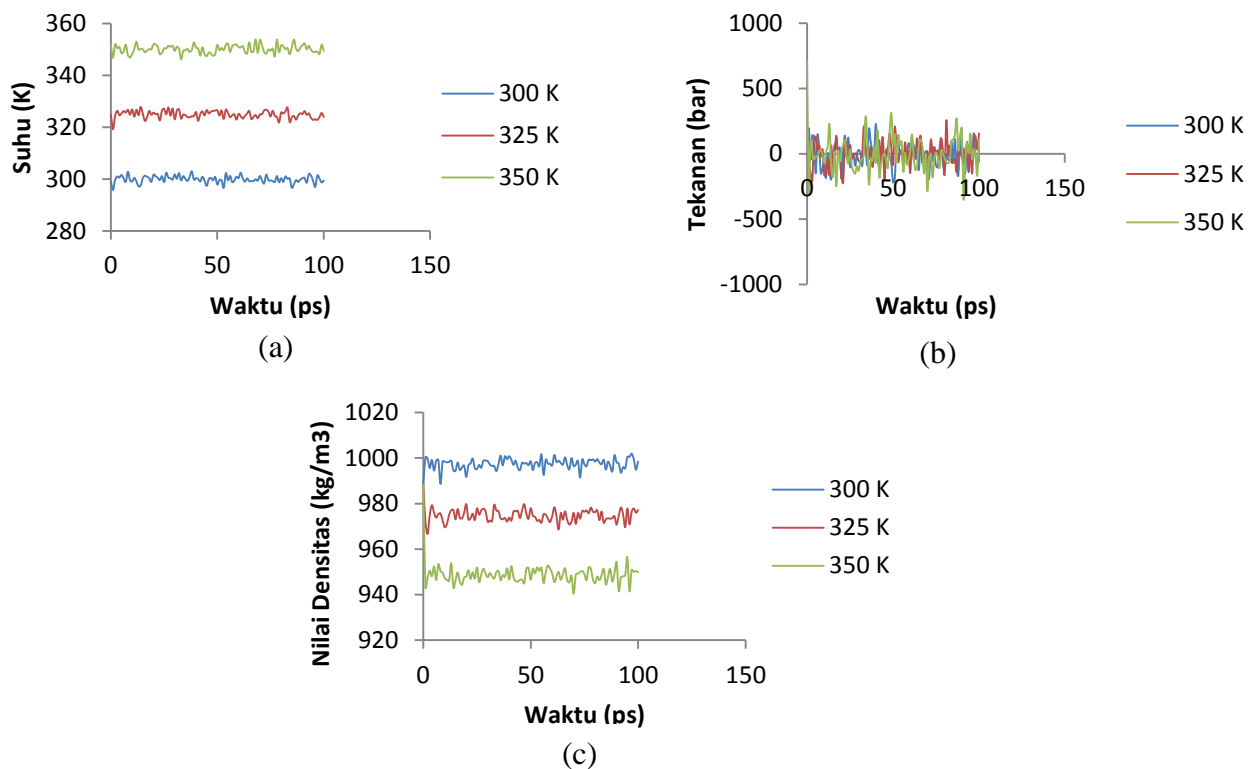 360
340
320
300
280
Suhu (K)
0
50
100
150
Waktu (ps)
300 K
325 K
350 K
(a)
1000
500
0
-500
-1000
Tekanan (bar)
0
50
100
150
Waktu (ps)
300 K
325 K
350 K
(b)
1020
1000
980
960
940
920
Nilai Densitas (kg/m3)
0
50
100
150
Waktu (ps)
300 K
325 K
350 K
(c)